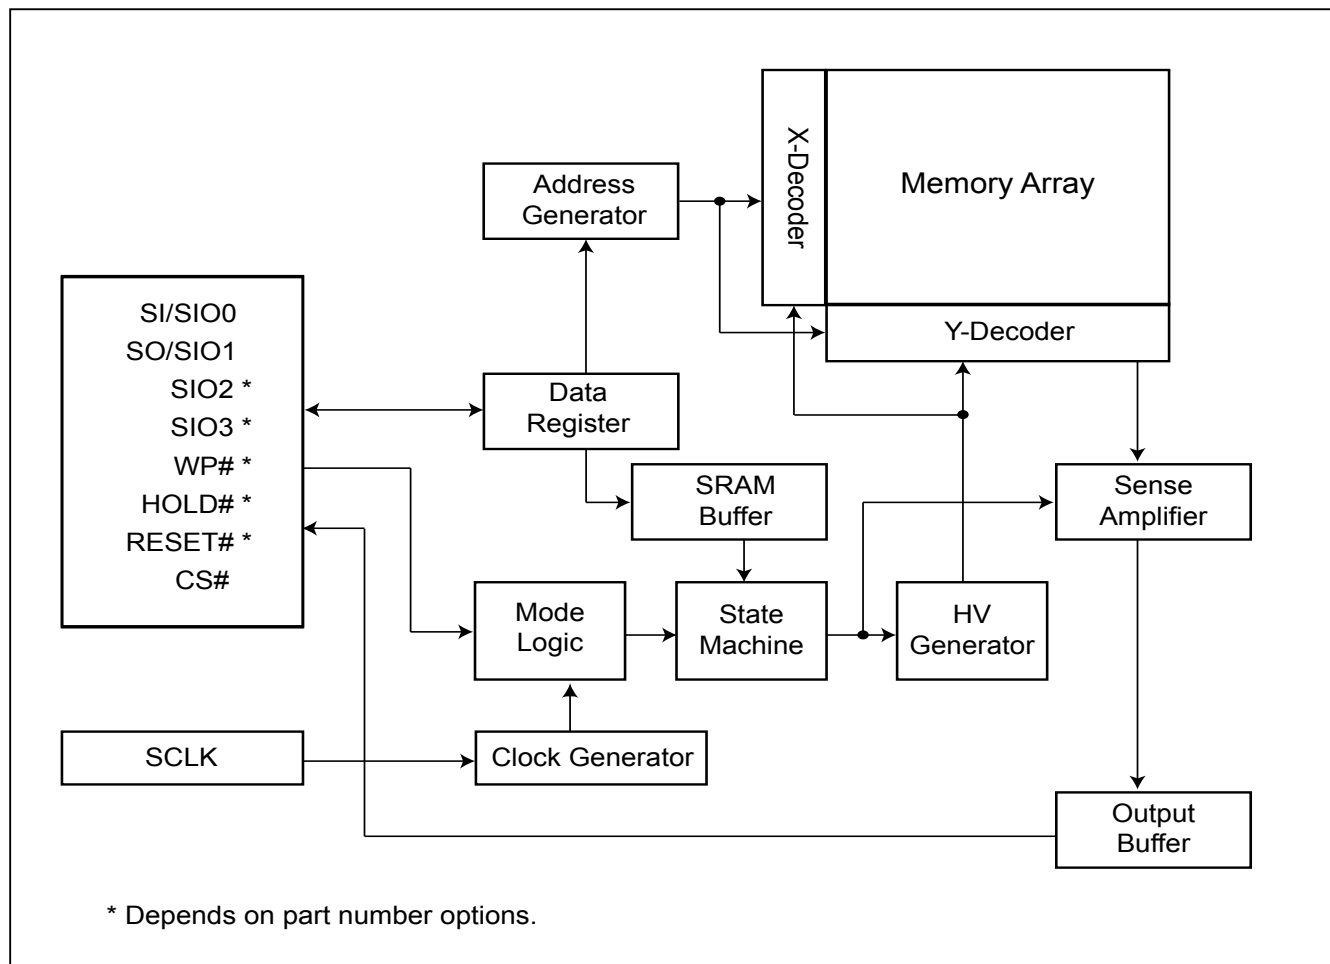 X-Decoder
Memory Array
Address
Generator
Y-Decoder
SI/SIO0
SO/SIO1
SIO2 *
SIO3 *
WP# *
HOLD# *
RESET# *
CS#
Data
Register
SRAM
Buffer
Sense
Amplifier
Mode
Logic
State
Machine
HV
Generator
SCLK
Clock Generator
Output
Buffer
* Depends on part number options.